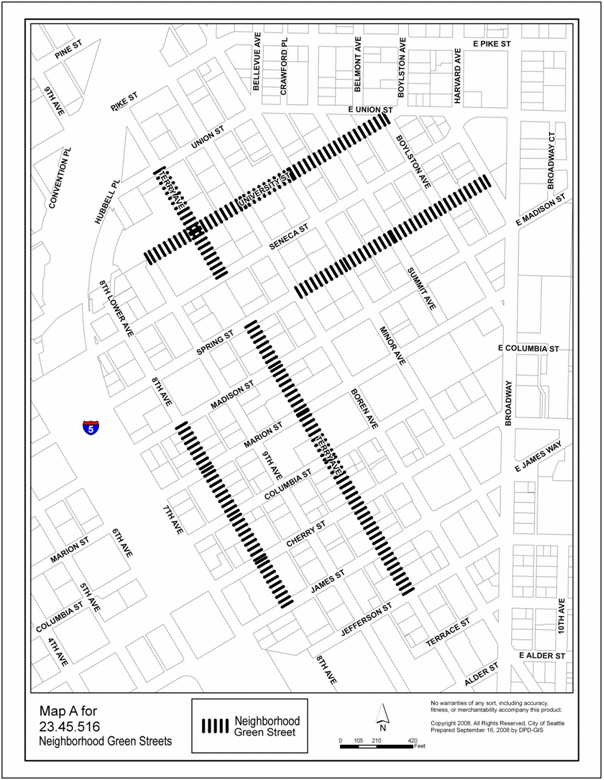 PINE ST
9TH AVE
PIKE ST
BELLEVUE AVE
CRAWFORD PL
BELMONT AVE
BOYLSTON AVE
E PIKE ST
HARVARD AVE
E UNION ST
UNION ST
CONVENTION PL
HUBBELL PL
TERRY AVE
UNIVERSITY ST
BOYLSTON AVE
BROADWAY CT
E MADISON ST
SENECA ST
8TH LOWER AVE
SUMMIT AVE
SPRING ST
MINOR AVE
E COLUMBIA ST
8TH AVE
MADISON ST
BOREN AVE
BROADWAY
5
MARION ST
9TH AVE
TERRY AVE
E JAMES WAY
COLUMBIA ST
7TH AVE
6TH AVE
CHERRY ST
MARION ST
JAMES ST
5TH AVE
COLUMBIA ST
JEFFERSON ST
TERRACE ST
10TH AVE
4TH AVE
8TH AVE
ALDER ST
E ALDER ST
Map A for
23.45.516
Neighborhood Green Streets
Neighborhood
Green Street
N
0 105 210 420
Feet
No warranties of any sort, including accuracy,
fitness, or merchantability accompany this product.
Copyright 2008, All Rights Reserved, City of Seattle
Prepared September 16, 2008 by DPD-GIS